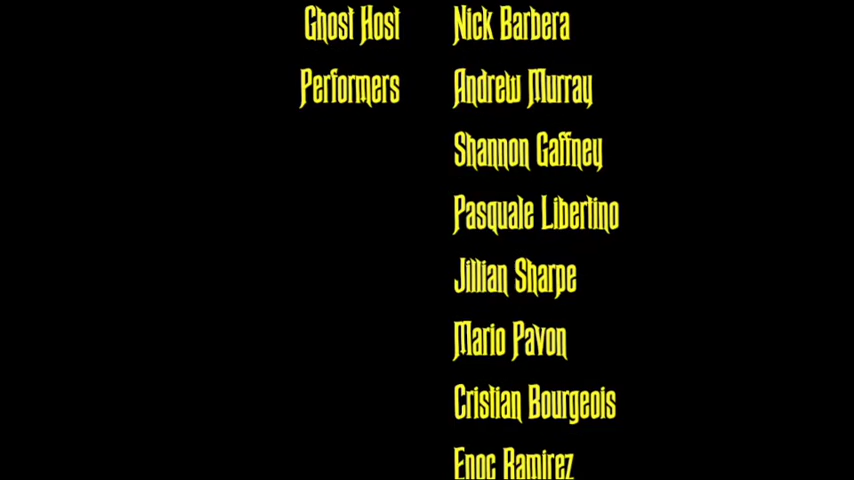 Ghost Host Nick Barbera
Performers Andrew Murray
Shannon Gaffney
Pasquale Libertino
Jillian Sharpe
Mario Pavon
Cristian Bourgeois
Enoc Ramirez